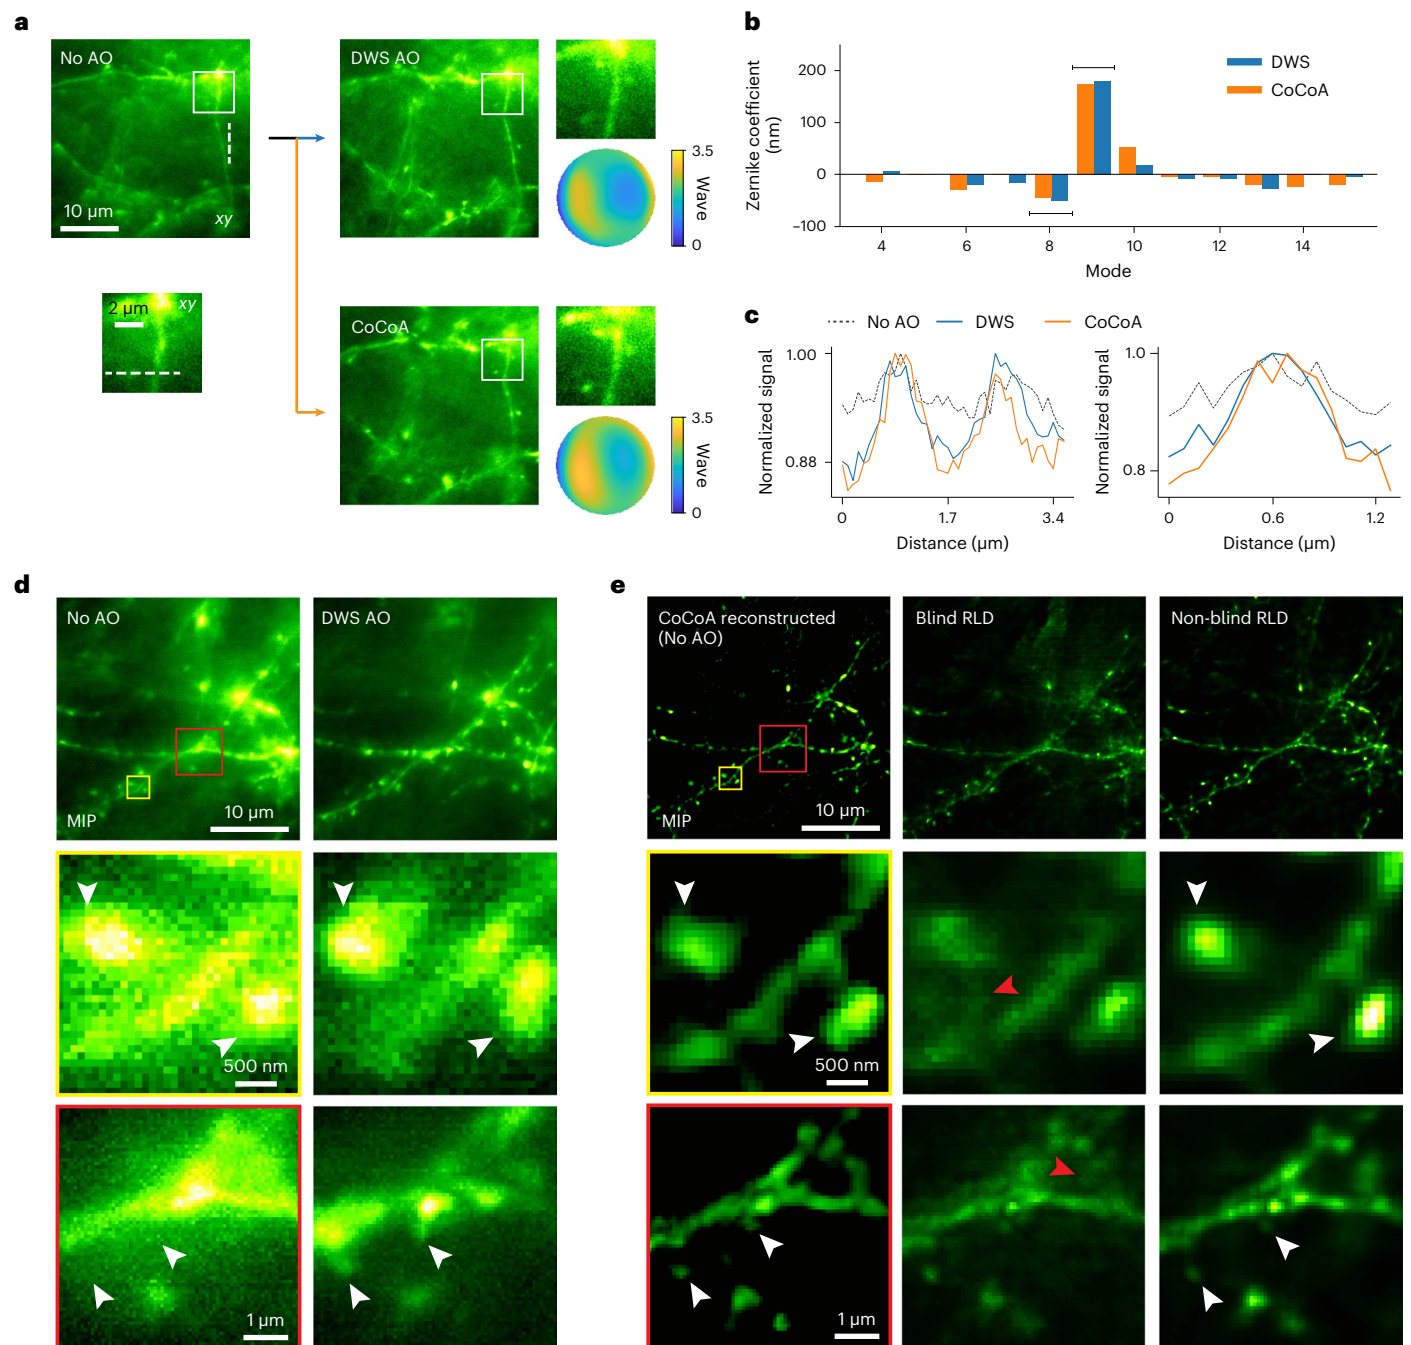 a
No AO
10 µm
xy
DWS AO
3.5
Wave
0
2 µm
xy
CoCoA
3.5
Wave
0
b
Zernike coefficient
(nm)
200
100
0
−100
DWS
CoCoA
4
6
8
10
12
14
Mode
c
No AO
DWS
CoCoA
Normalized signal
1.00
0.88
0
1.7
3.4
Distance (µm)
Normalized signal
1.0
0.8
0
0.6
1.2
Distance (µm)
d
No AO
MIP
10 µm
DWS AO
500 nm
1 µm
e
CoCoA reconstructed
(No AO)
MIP
10 µm
Blind RLD
Non-blind RLD
500 nm
1 µm